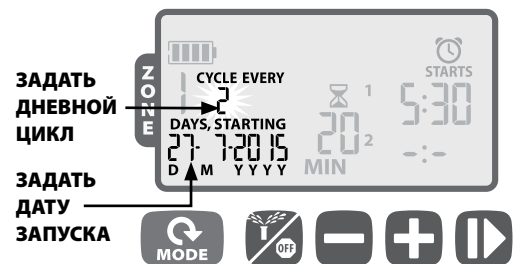 ЗАДАТЬ
ДНЕВНОЙ
ЦИКЛ
ЗАДАТЬ
ДАТУ
ЗАПУСКА
ZONE
1
CYCLE EVERY
2
DAYS, STARTING
27- 7-2015
D M Y Y Y Y
1
20 2
MIN
STARTS
5:30
-:-
MODE
OFF